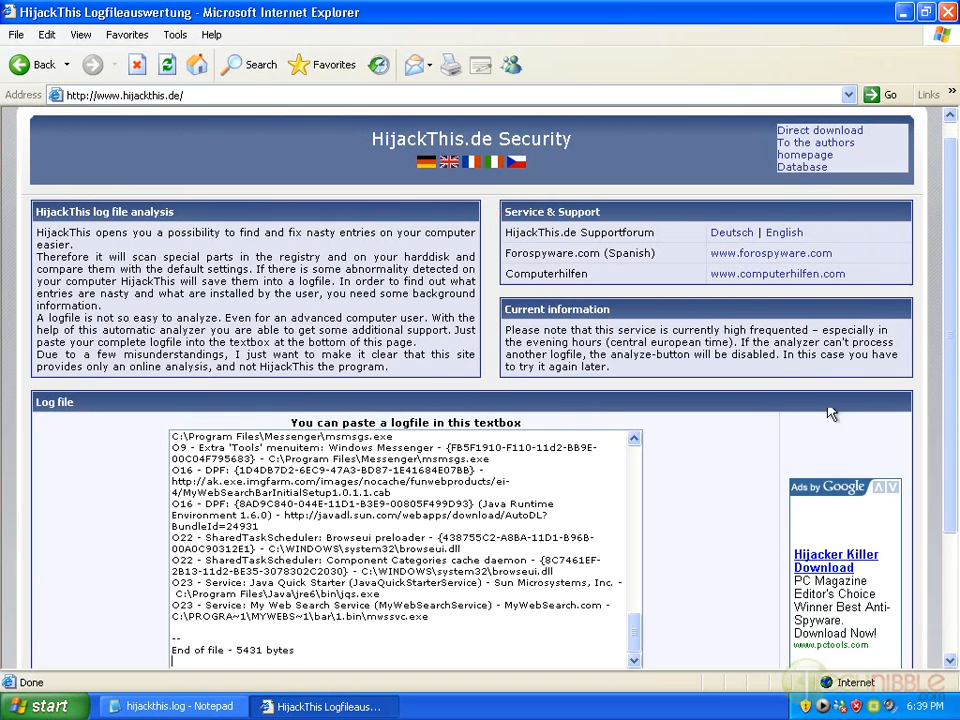 HijackThis Logfileauswertung - Microsoft Internet Explorer
File Edit View Favorites Tools Help
Back Search Favorites
Address http://www.hijackthis.de/ Go Links »
HijackThis.de Security
Direct download
To the authors
homepage
Database
HijackThis log file analysis
HijackThis opens you a possibility to find and fix nasty entries on your computer
easier.
Therefore it will scan special parts in the registry and on your harddisk and
compare them with the default settings. If there is some abnormality detected on
your computer HijackThis will save them into a logfile. In order to find out what
entries are nasty and what are installed by the user, you need some background
information.
A logfile is not so easy to analyze. Even for an advanced computer user. With the
help of this automatic analyzer you are able to get some additional support. Just
paste your complete logfile into the textbox at the bottom of this page.
Due to a few misunderstandings, I just want to make it clear that this site
provides only an online analysis, and not HijackThis the program.
Service & Support
HijackThis.de Supportforum Deutsch | English
Forospyware.com (Spanish) www.forospyware.com
Computerhilfen www.computerhilfen.com
Current information
Please note that this service is currently high frequented – especially in
the evening hours (central european time). If the analyzer can't process
another logfile, the analyze-button will be disabled. In this case you have
to try it again later.
Log file
You can paste a logfile in this textbox
C:\Program Files\Messenger\msmsgs.exe
O9 - Extra 'Tools' menuitem: Windows Messenger - {FB5F1910-F110-11d2-BB9E-
00C04F795683} - C:\Program Files\Messenger\msmsgs.exe
O16 - DPF: {1D4DB7D2-6EC9-47A3-BD87-1E41684E07BB} -
http://ak.exe.imgfarm.com/images/nocache/funwebproducts/ei-
4/MyWebSearchBarInitialSetup1.0.1.1.cab
O16 - DPF: {8AD9C840-044E-11D1-B3E9-00805F499D93} (Java Runtime
Environment 1.6.0) - http://javadl.sun.com/webapps/download/AutoDL?
BundleId=24931
O22 - SharedTaskScheduler: Browseui preloader - {438755C2-A8BA-11D1-B96B-
00A0C90312E1} - C:\WINDOWS\system32\browseui.dll
O22 - SharedTaskScheduler: Component Categories cache daemon - {8C7461EF-
2B13-11d2-BE35-3078302C2030} - C:\WINDOWS\system32\browseui.dll
O23 - Service: Java Quick Starter (JavaQuickStarterService) - Sun Microsystems, Inc. -
C:\Program Files\Java\jre6\bin\jqs.exe
O23 - Service: My Web Search Service (MyWebSearchService) - MyWebSearch.com -
C:\PROGRA~1\MYWEBS~1\bar\1.bin\mwssvc.exe
--
End of file - 5431 bytes
Ads by Google
Hijacker Killer
Download
PC Magazine
Editor's Choice
Winner Best Anti-
Spyware.
Download Now!
www.pctools.com
Done Internet
start hijackthis.log - Notepad HijackThis Logfileaus... 6:39 PM